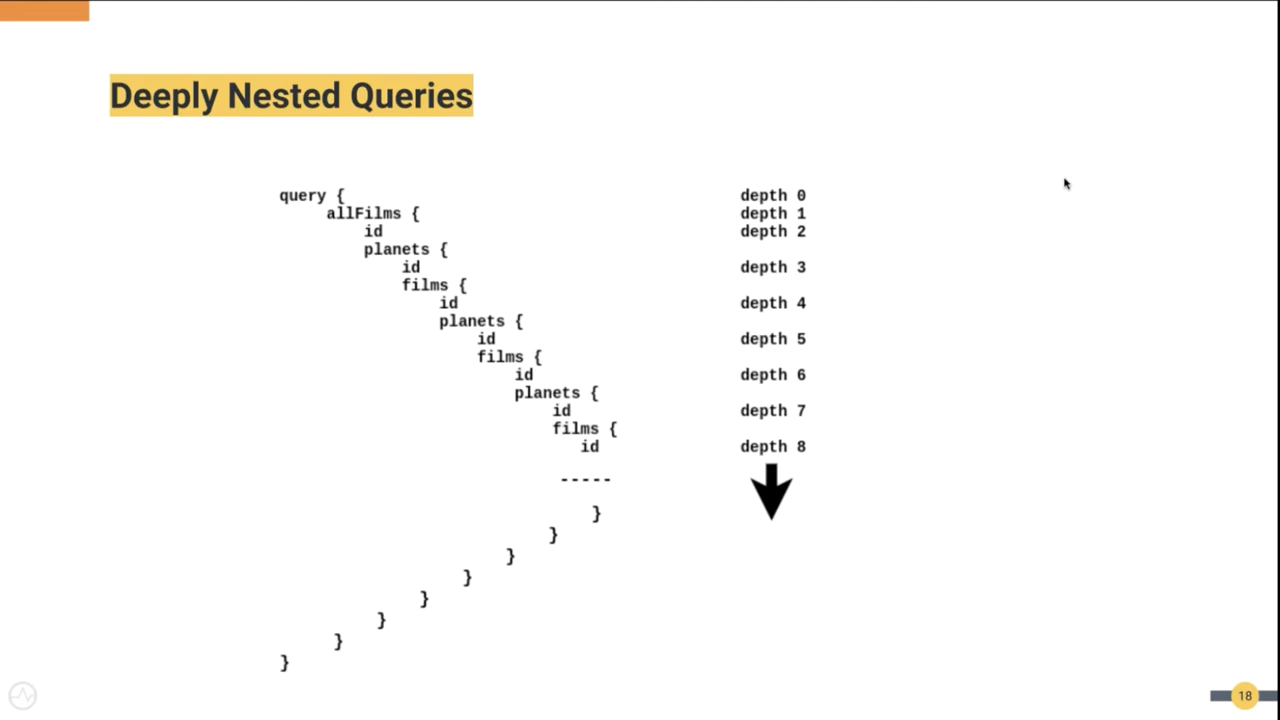 Deeply Nested Queries
query { depth 0
allFilms { depth 1
id depth 2
planets {
id depth 3
films {
id depth 4
planets {
id depth 5
films {
id depth 6
planets {
id depth 7
films {
id depth 8
-----
}
}
}
}
}
}
}
}
18